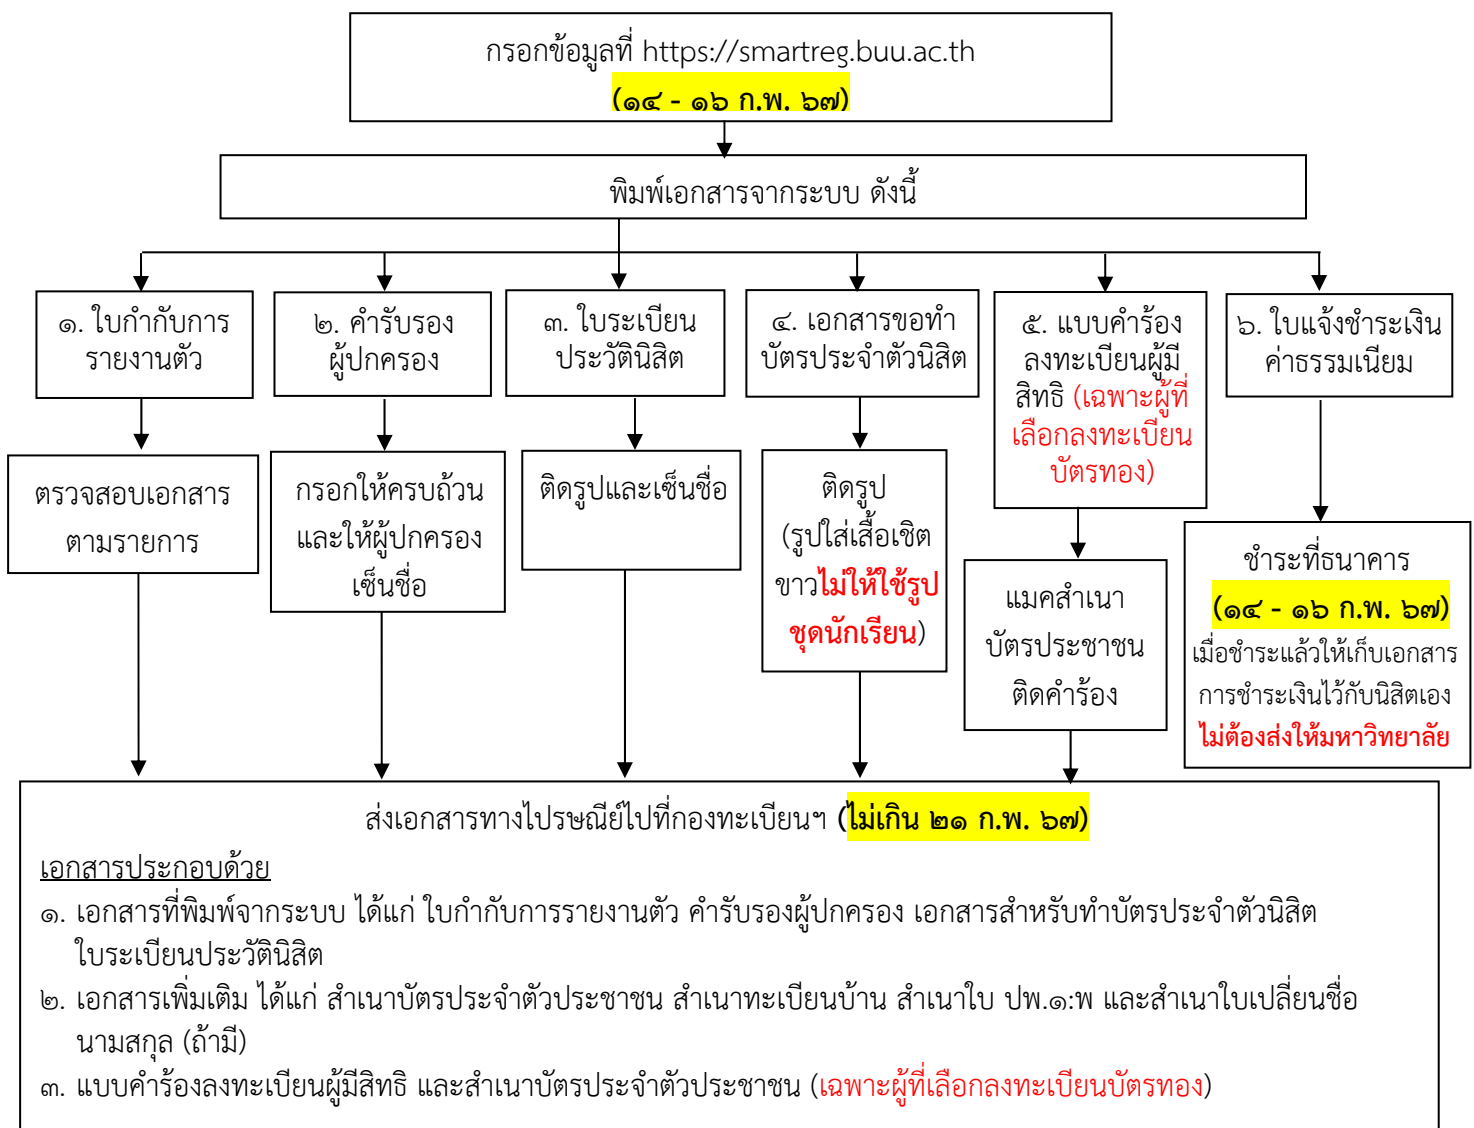 กรอกข้อมูลที่ https://smartreg.buu.ac.th
(๑๔ - ๑๖ ก.พ. ๖๗)
พิมพ์เอกสารจากระบบ ดังนี้
๑. ใบกำกับการ
รายงานตัว
๒. คำรับรอง
ผู้ปกครอง
๓. ใบระเบียน
ประวัตินิสิต
๔. เอกสารขอทำ
บัตรประจำตัวนิสิต
๕. แบบคำร้อง
ลงทะเบียนผู้มี
สิทธิ (เฉพาะผู้ที่
เลือกลงทะเบียน
บัตรทอง)
๖. ใบแจ้งชำระเงิน
ค่าธรรมเนียม
ตรวจสอบเอกสาร
ตามรายการ
กรอกให้ครบถ้วน
และให้ผู้ปกครอง
เซ็นชื่อ
ติดรูปและเซ็นชื่อ
ติดรูป
(รูปใส่เสื้อเชิต
ขาวไม่ให้ใช้รูป
ชุดนักเรียน)
แมคสำเนา
บัตรประชาชน
ติดคำร้อง
ชำระที่ธนาคาร
(๑๔ - ๑๖ ก.พ. ๖๗)
เมื่อชำระแล้วให้เก็บเอกสาร
การชำระเงินไว้กับนิสิตเอง
ไม่ต้องส่งให้มหาวิทยาลัย
ส่งเอกสารทางไปรษณีย์ไปที่กองทะเบียนฯ (ไม่เกิน ๒๑ ก.พ. ๖๗)
เอกสารประกอบด้วย
๑. เอกสารที่พิมพ์จากระบบ ได้แก่ ใบกำกับการรายงานตัว คำรับรองผู้ปกครอง เอกสารสำหรับทำบัตรประจำตัวนิสิต
ใบระเบียนประวัตินิสิต
๒. เอกสารเพิ่มเติม ได้แก่ สำเนาบัตรประจำตัวประชาชน สำเนาทะเบียนบ้าน สำเนาใบ ปพ.๑:พ และสำเนาใบเปลี่ยนชื่อ
นามสกุล (ถ้ามี)
๓. แบบคำร้องลงทะเบียนผู้มีสิทธิ และสำเนาบัตรประจำตัวประชาชน (เฉพาะผู้ที่เลือกลงทะเบียนบัตรทอง)